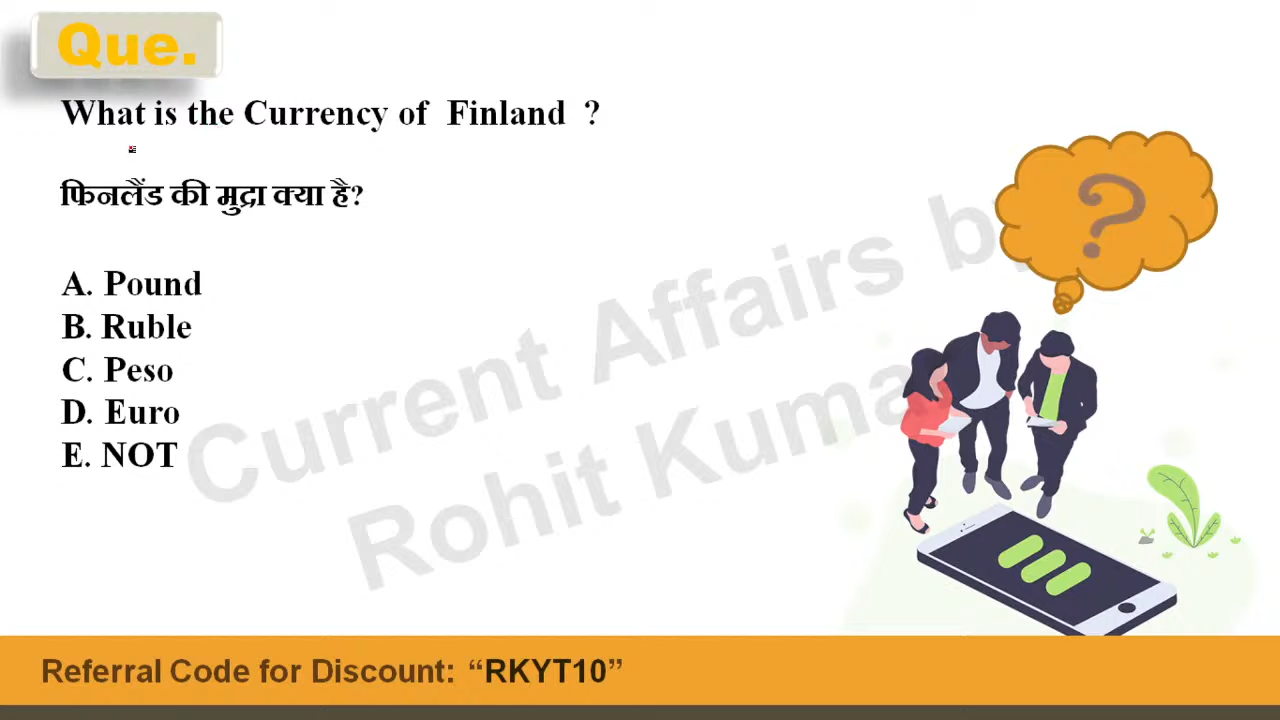 Que.
What is the Currency of Finland ?
फिनलैंड की मुद्रा क्या है?
A. Pound
B. Ruble
C. Peso
D. Euro
E. NOT
Current Affairs by
Rohit Kumar
Referral Code for Discount: “RKYT10”